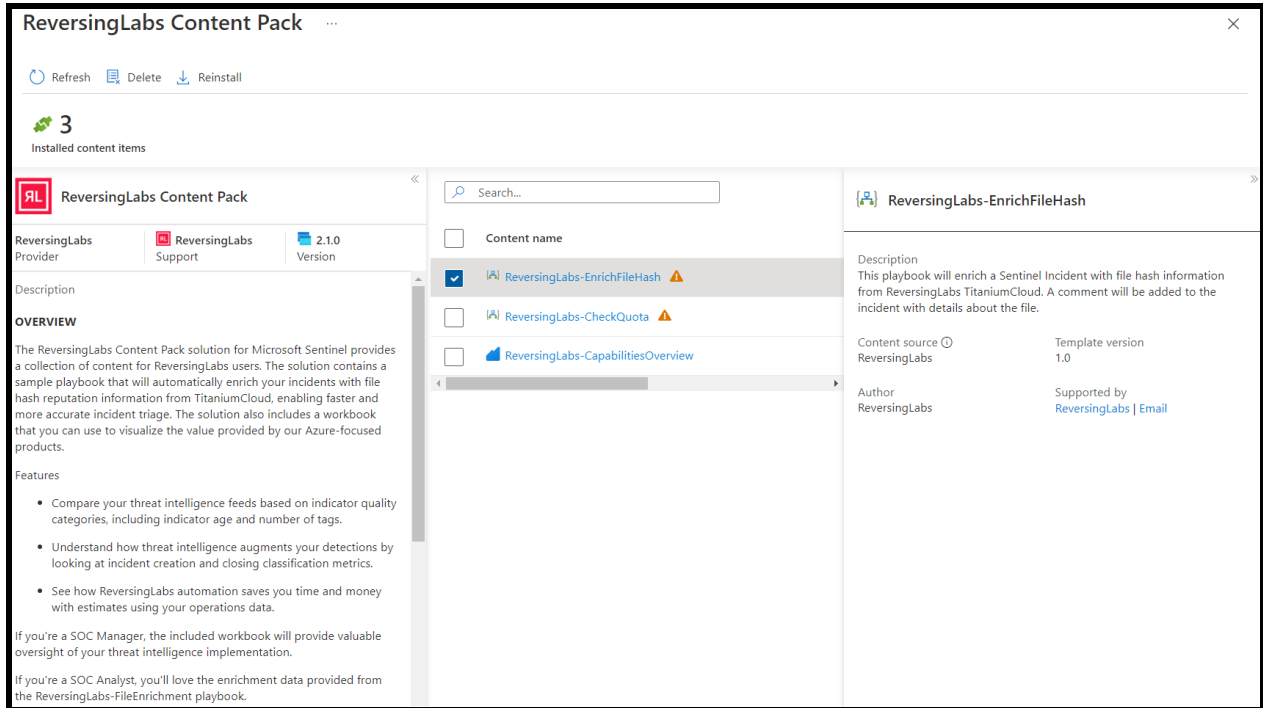 ReversingLabs Content Pack ...
Refresh Delete Reinstall
3
Installed content items
RL
ReversingLabs Content Pack
ReversingLabs
Provider
RL ReversingLabs
Support
2.1.0
Version
Description
OVERVIEW
The ReversingLabs Content Pack solution for Microsoft Sentinel provides
a collection of content for ReversingLabs users. The solution contains a
sample playbook that will automatically enrich your incidents with file
hash reputation information from TitaniumCloud, enabling faster and
more accurate incident triage. The solution also includes a workbook
that you can use to visualize the value provided by our Azure-focused
products.
Features
• Compare your threat intelligence feeds based on indicator quality
categories, including indicator age and number of tags.
• Understand how threat intelligence augments your detections by
looking at incident creation and closing classification metrics.
• See how ReversingLabs automation saves you time and money
with estimates using your operations data.
If you're a SOC Manager, the included workbook will provide valuable
oversight of your threat intelligence implementation.
If you're a SOC Analyst, you'll love the enrichment data provided from
the ReversingLabs-FileEnrichment playbook.
Search...
Content name
ReversingLabs-EnrichFileHash
ReversingLabs-CheckQuota
ReversingLabs-CapabilitiesOverview
ReversingLabs-EnrichFileHash
Description
This playbook will enrich a Sentinel Incident with file hash information
from ReversingLabs TitaniumCloud. A comment will be added to the
incident with details about the file.
Content source
ReversingLabs
Template version
1.0
Author
ReversingLabs
Supported by
ReversingLabs | Email